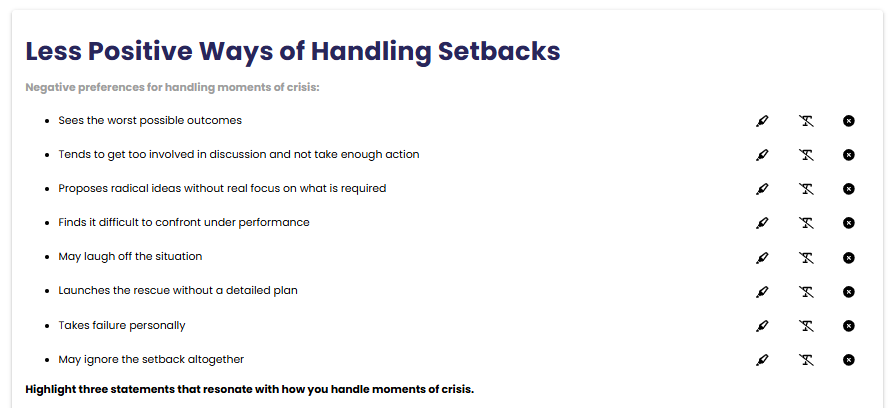 Less Positive Ways of Handling Setbacks
Negative preferences for handling moments of crisis:
Sees the worst possible outcomes
Tends to get too involved in discussion and not take enough action
Proposes radical ideas without real focus on what is required
Finds it difficult to confront under performance
May laugh off the situation
Launches the rescue without a detailed plan
Takes failure personally
May ignore the setback altogether
Highlight three statements that resonate with how you handle moments of crisis.